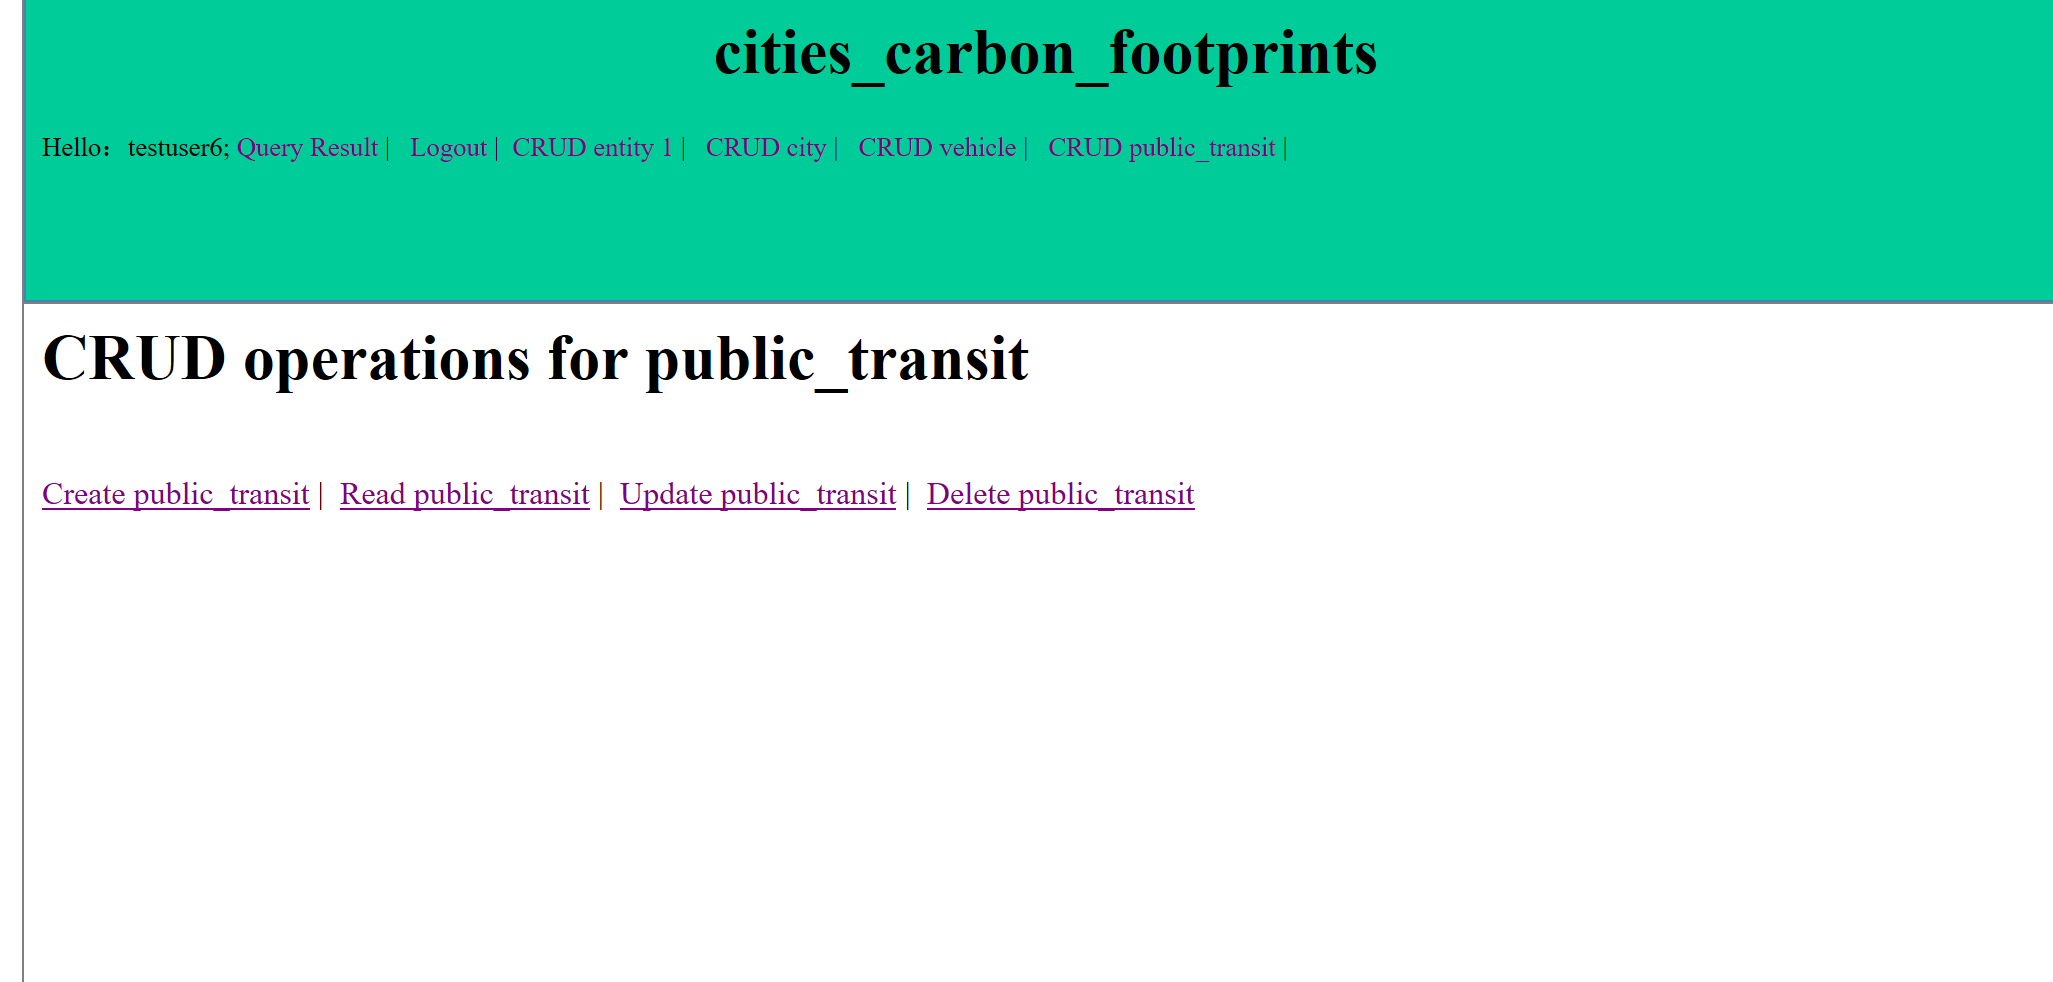 cities_carbon_footprints
Hello：testuser6; Query Result | Logout | CRUD entity 1 | CRUD city | CRUD vehicle | CRUD public_transit |
CRUD operations for public_transit
Create public_transit | Read public_transit | Update public_transit | Delete public_transit